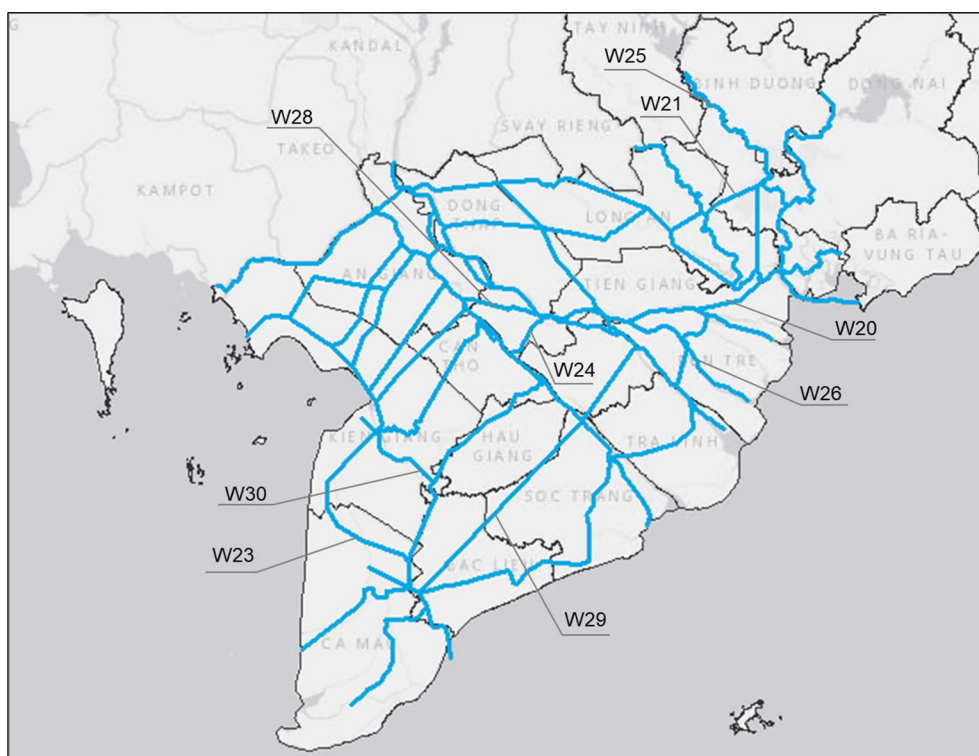 KANDAL
TAY NINH
W25
BINH DUONG
DONG NAI
W21
W28
SVAY RIENG
TAKEO
KAMPOT
DONG
THAP
LONG AN
BA RIA-
VUNG TAU
AN GIANG
TIEN GIANG
W20
CAN
THO
W24
BEN TRE
W26
KIEN GIANG
HAU
GIANG
TRA VINH
W30
SOC TRANG
W23
BAC LIEU
W29
CA MAU